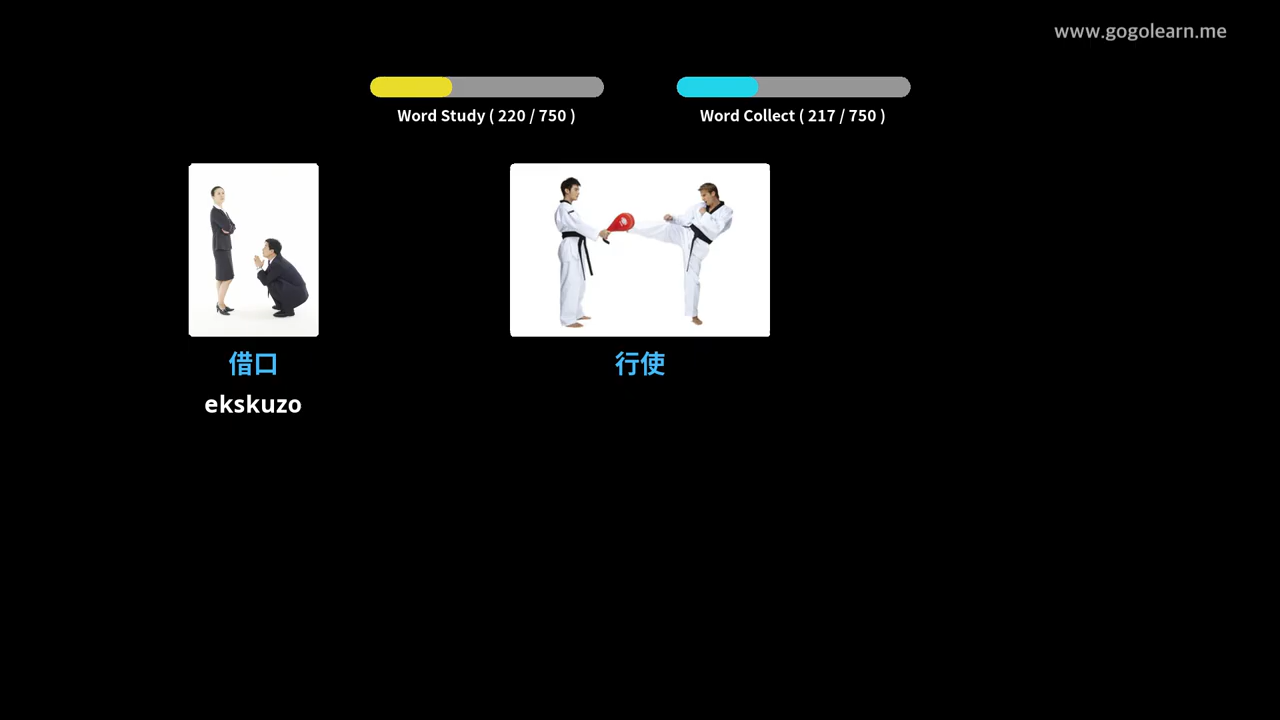 www.gogolearn.me
Word Study ( 220 / 750 )
Word Collect ( 217 / 750 )
借口
行使
ekskuzo